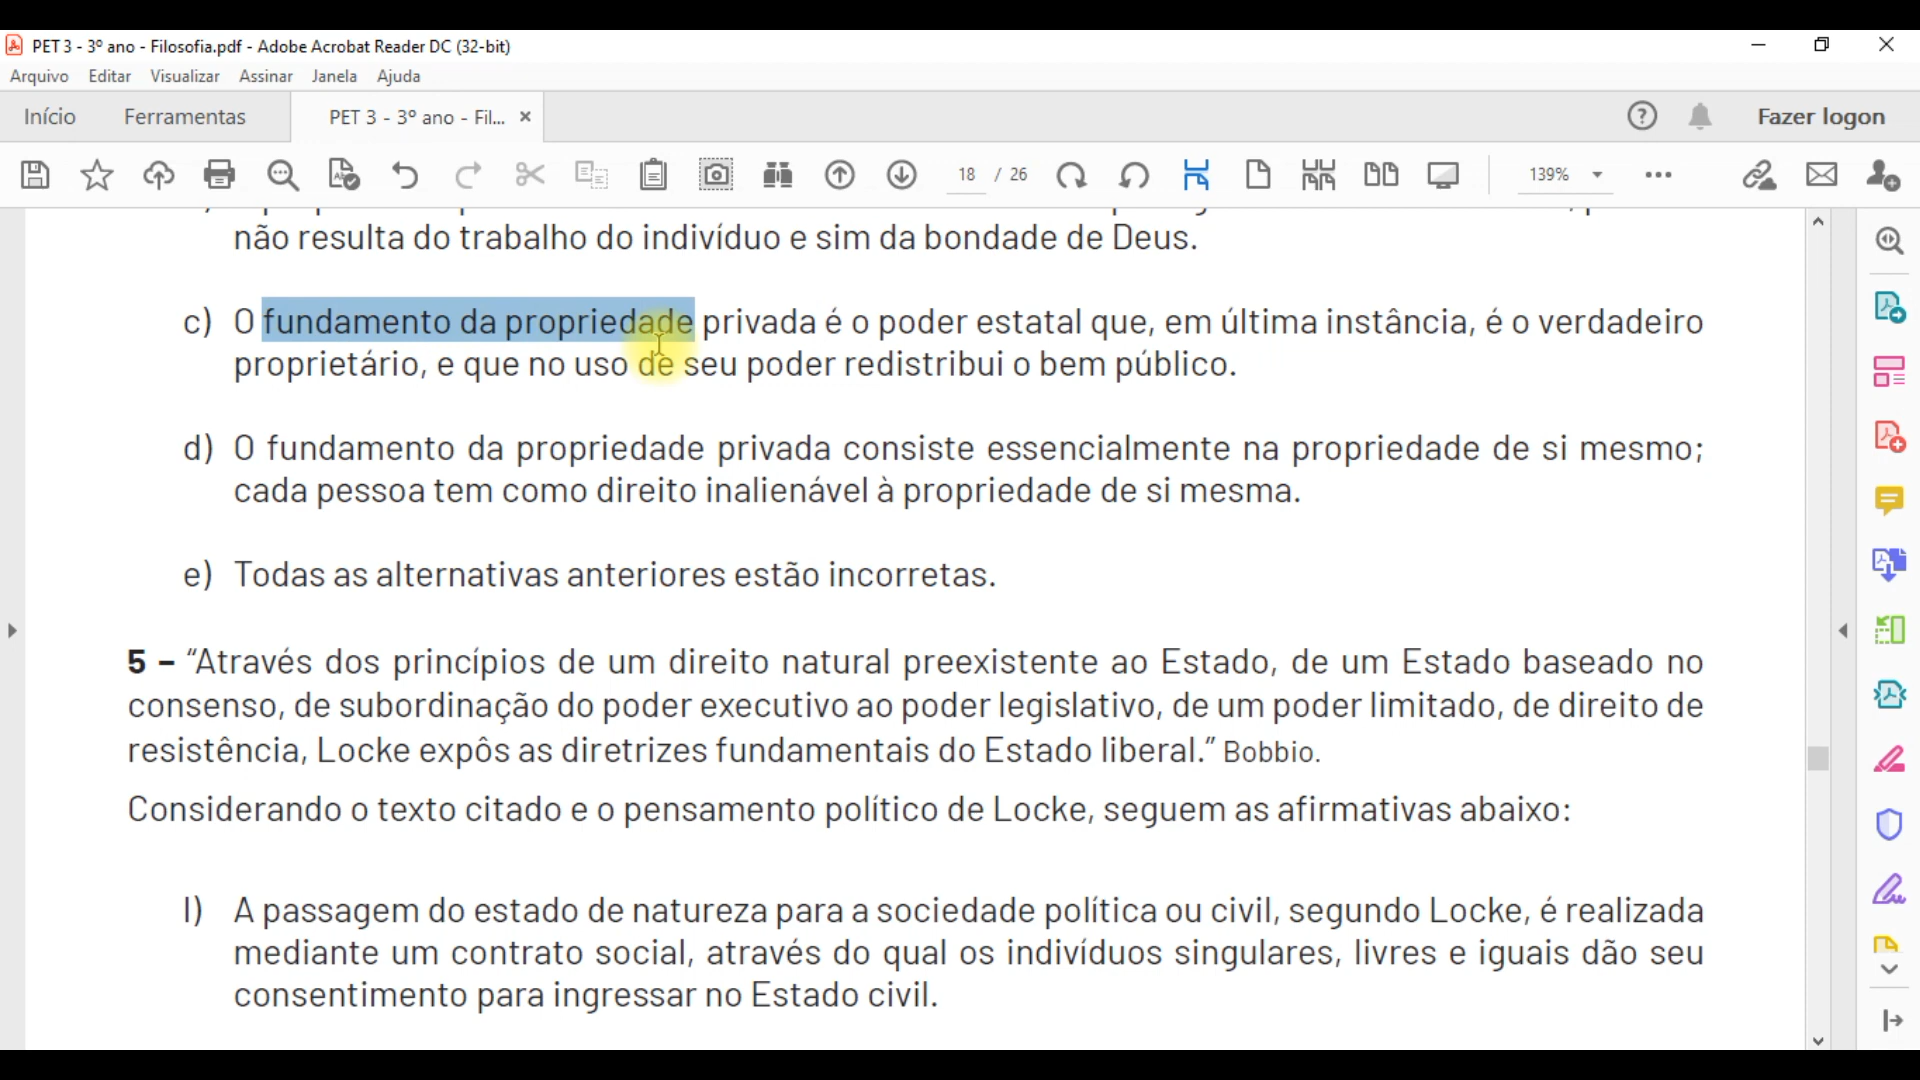 PET 3 - 3º ano - Filosofia.pdf - Adobe Acrobat Reader DC (32-bit)
Arquivo Editar Visualizar Assinar Janela Ajuda
Início Ferramentas PET 3 - 3º ano - Fil... × Fazer logon
18 / 26 139%
não resulta do trabalho do indivíduo e sim da bondade de Deus.
c) O fundamento da propriedade privada é o poder estatal que, em última instância, é o verdadeiro
proprietário, e que no uso de seu poder redistribui o bem público.
d) O fundamento da propriedade privada consiste essencialmente na propriedade de si mesmo;
cada pessoa tem como direito inalienável à propriedade de si mesma.
e) Todas as alternativas anteriores estão incorretas.
5 – “Através dos princípios de um direito natural preexistente ao Estado, de um Estado baseado no
consenso, de subordinação do poder executivo ao poder legislativo, de um poder limitado, de direito de
resistência, Locke expôs as diretrizes fundamentais do Estado liberal.” Bobbio.
Considerando o texto citado e o pensamento político de Locke, seguem as afirmativas abaixo:
I) A passagem do estado de natureza para a sociedade política ou civil, segundo Locke, é realizada
mediante um contrato social, através do qual os indivíduos singulares, livres e iguais dão seu
consentimento para ingressar no Estado civil.